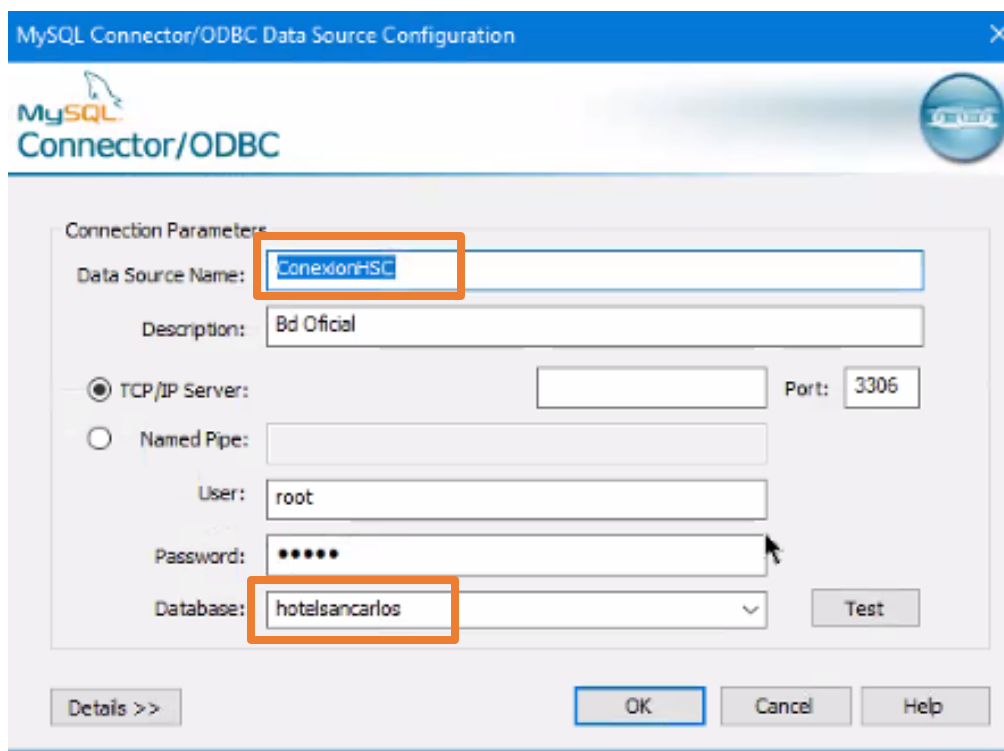 MySQL Connector/ODBC Data Source Configuration
MySQL
Connector/ODBC
Connection Parameters
Data Source Name: ConexionHSC
Description: Bd Oficial
TCP/IP Server: Port: 3306
Named Pipe:
User: root
Password: •••••
Database: hotelsancarlos Test
Details >> OK Cancel Help